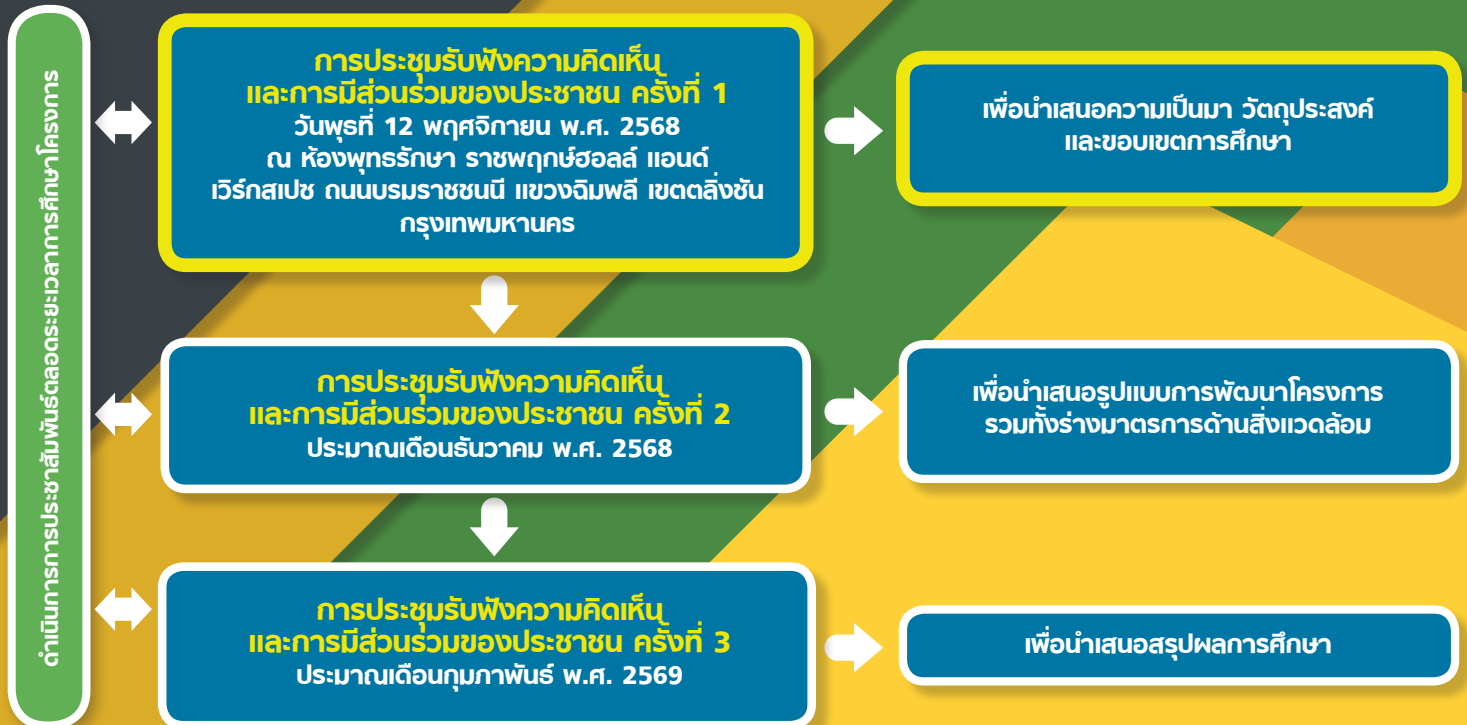 ดำเนินการการประชาสัมพันธ์ตลอดระยะเวลาการศึกษาโครงการ
การประชุมรับฟังความคิดเห็น
และการมีส่วนร่วมของประชาชน ครั้งที่ 1
วันพุธที่ 12 พฤศจิกายน พ.ศ. 2568
ณ ห้องพุทธรักษา ราชพฤกษ์ฮอลล์ แอนด์
เวิร์กสเปซ ถนนบรมราชชนนี แขวงฉิมพลี เขตตลิ่งชัน
กรุงเทพมหานคร
เพื่อนำเสนอความเป็นมา วัตถุประสงค์
และขอบเขตการศึกษา
การประชุมรับฟังความคิดเห็น
และการมีส่วนร่วมของประชาชน ครั้งที่ 2
ประมาณเดือนธันวาคม พ.ศ. 2568
เพื่อนำเสนอรูปแบบการพัฒนาโครงการ
รวมทั้งร่างมาตรการด้านสิ่งแวดล้อม
การประชุมรับฟังความคิดเห็น
และการมีส่วนร่วมของประชาชน ครั้งที่ 3
ประมาณเดือนกุมภาพันธ์ พ.ศ. 2569
เพื่อนำเสนอสรุปผลการศึกษา